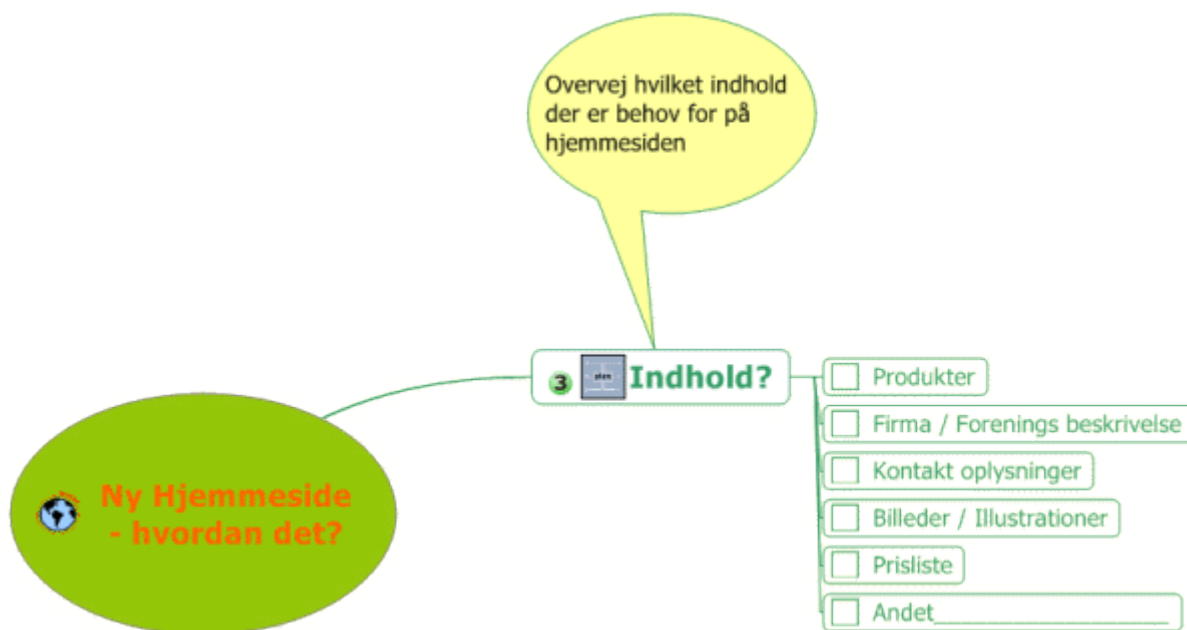 Overvej hvilket indhold
der er behov for på
hjemmesiden
3 plan Indhold?
Produkter
Firma / Forenings beskrivelse
Kontakt oplysninger
Billeder / Illustrationer
Prisliste
Andet____________________
Ny Hjemmeside
- hvordan det?